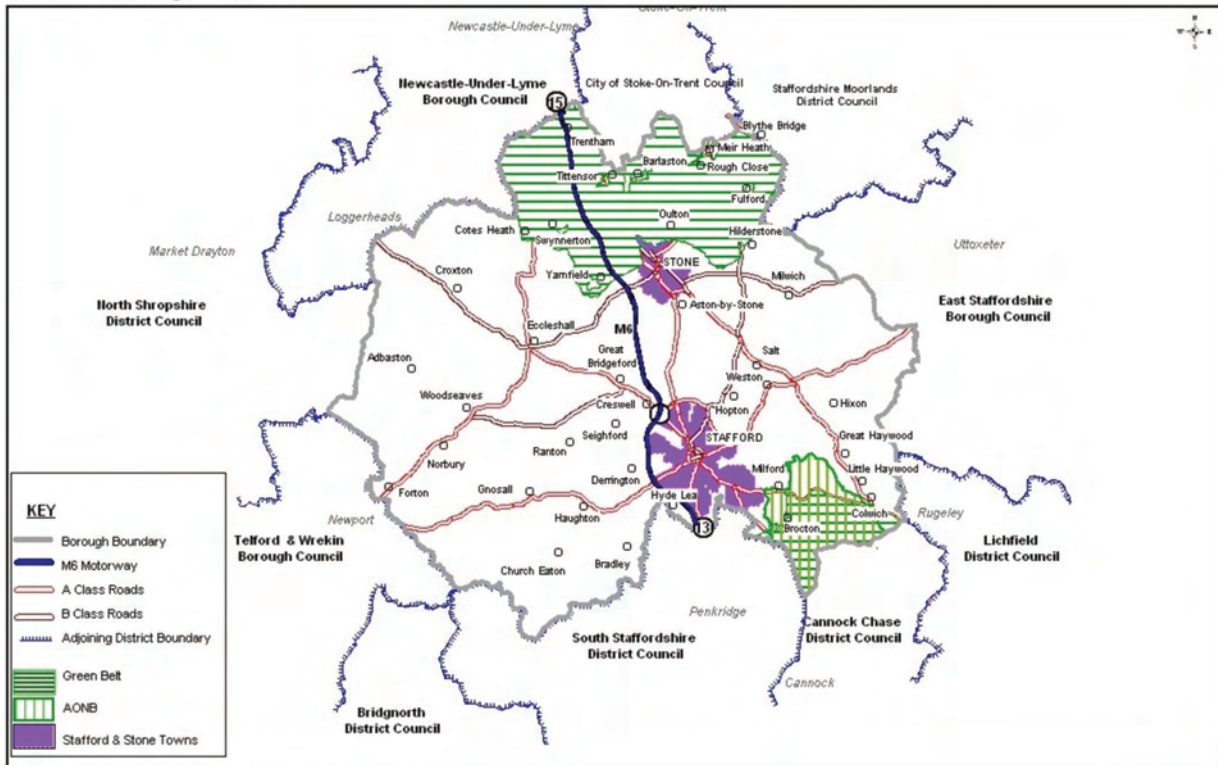 Stoke-On-Trent
Newcastle-Under-Lyme
N
W E
S
Newcastle-Under-Lyme
Borough Council
City of Stoke-On-Trent Council
Staffordshire Moorlands
District Council
15
Blythe Bridge
Trentham
Meir Heath
Barlaston
Rough Close
Tittensor
Fulford
Loggerheads
Oulton
Cotes Heath
Hilderstone
Swynnerton
Market Drayton
Uttoxeter
STONE
Croxton
Yarnfield
Milwich
North Shropshire
District Council
Aston-by-Stone
East Staffordshire
Borough Council
M6
Eccleshall
Great
Bridgeford
Salt
Adbaston
Weston
Woodseaves
Creswell
Hopton
Hixon
Seighford
STAFFORD
Great Haywood
Norbury
Ranton
Milford
Little Haywood
Derrington
Forton
Gnosall
Hyde Lea
Colwich
Haughton
Newport
13
Brocton
Rugeley
Telford & Wrekin
Borough Council
Lichfield
District Council
Church Eaton
Bradley
Penkridge
Cannock Chase
District Council
South Staffordshire
District Council
Cannock
Bridgnorth
District Council
KEY
Borough Boundary
M6 Motorway
A Class Roads
B Class Roads
Adjoining District Boundary
Green Belt
AONB
Stafford & Stone Towns